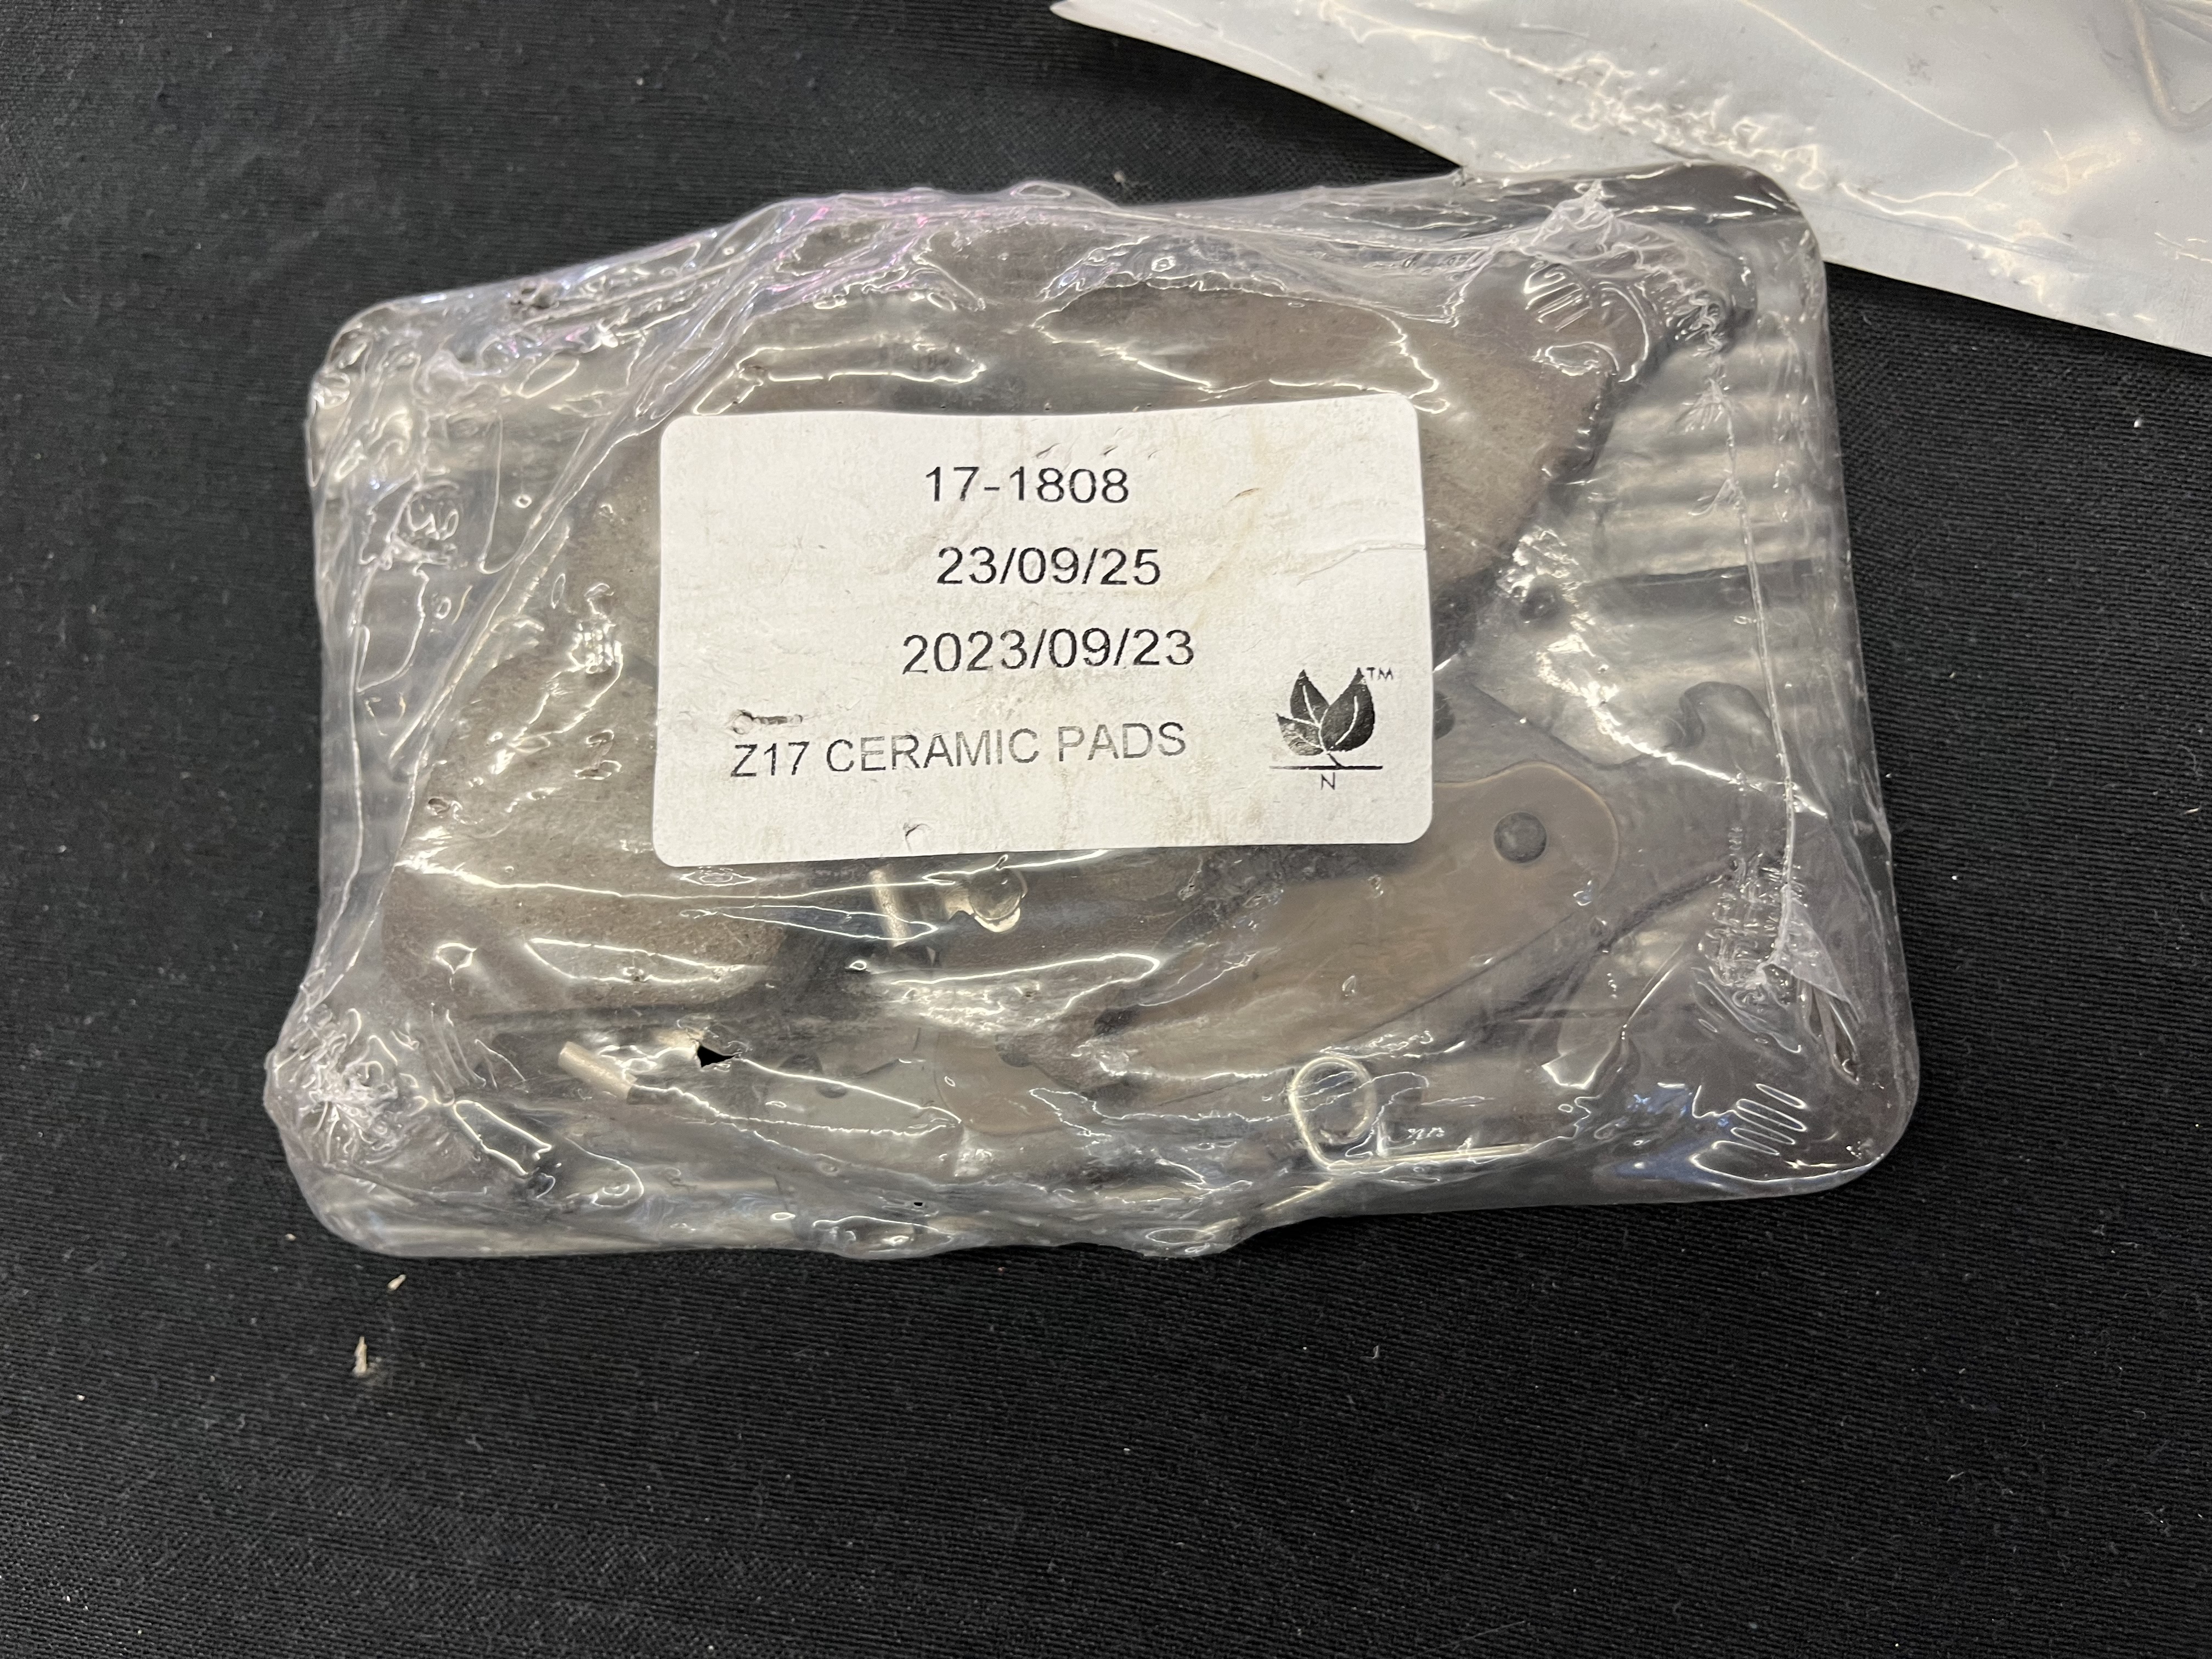 17-1808
23/09/25
2023/09/23
Z17 CERAMIC PADS
TM
N